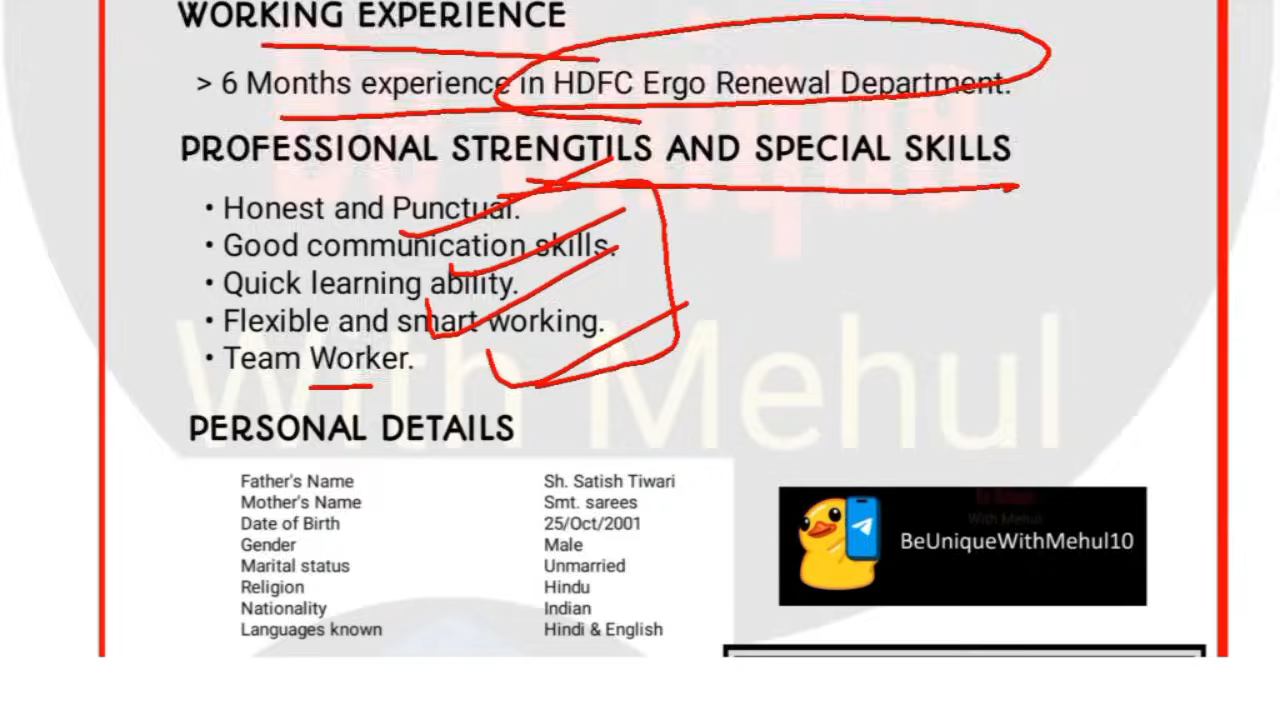 WORKING EXPERIENCE
> 6 Months experience in HDFC Ergo Renewal Department.
PROFESSIONAL STRENGTILS AND SPECIAL SKILLS
• Honest and Punctual.
• Good communication skills.
• Quick learning ability.
• Flexible and smart working.
• Team Worker.
With Mehul
PERSONAL DETAILS
Father's Name Sh. Satish Tiwari
Mother's Name Smt. sarees
Date of Birth 25/Oct/2001
Gender Male
Marital status Unmarried
Religion Hindu
Nationality Indian
Languages known Hindi & English
With Mehul
BeUniqueWithMehul10